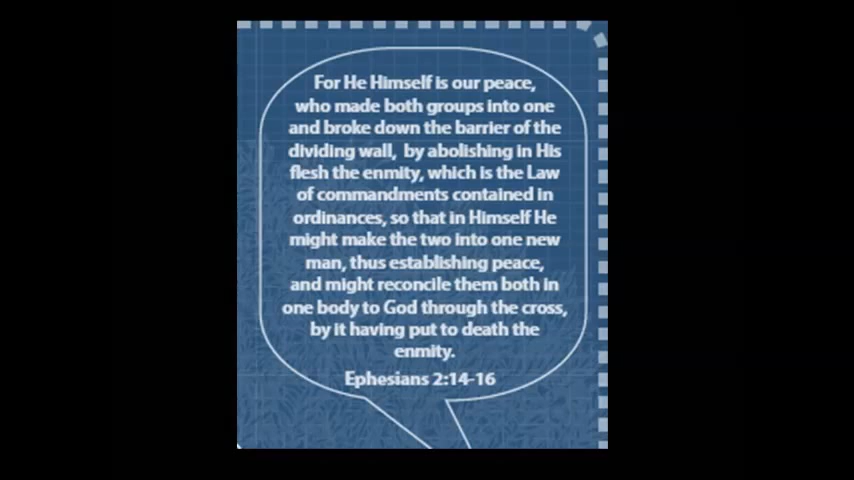 For He Himself is our peace,
who made both groups into one
and broke down the barrier of the
dividing wall, by abolishing in His
flesh the enmity, which is the Law
of commandments contained in
ordinances, so that in Himself He
might make the two into one new
man, thus establishing peace,
and might reconcile them both in
one body to God through the cross,
by it having put to death the
enmity.
Ephesians 2:14-16